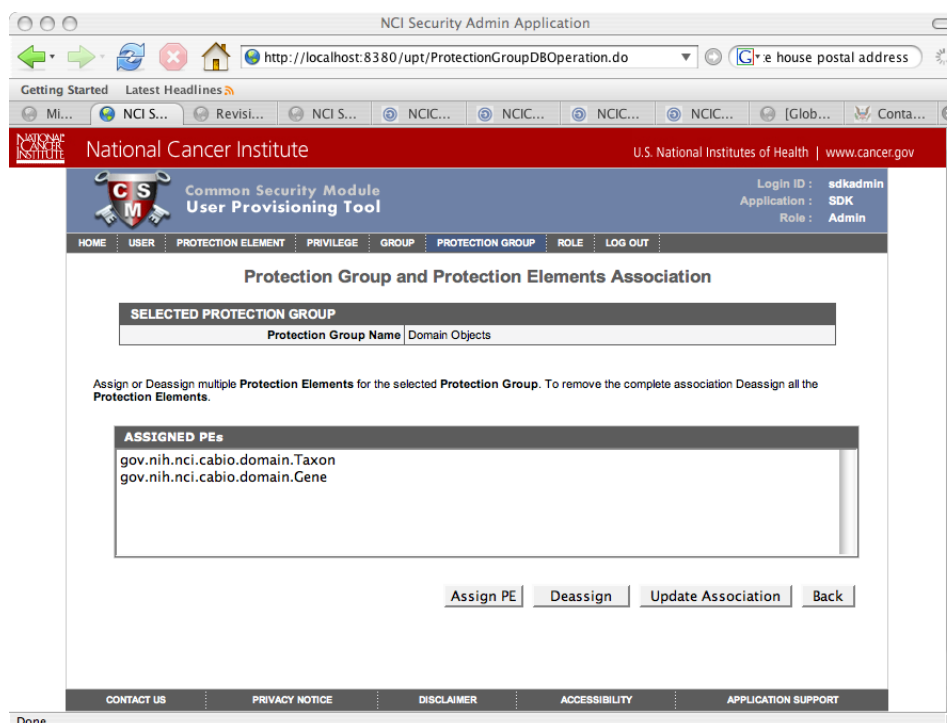 NCI Security Admin Application
http://localhost:8380/upt/ProtectionGroupDBOperation.do
G e house postal address
Getting Started Latest Headlines
Mi... NCI S... Revisi... NCI S... NCIC... NCIC... NCIC... NCIC... [Glob... Conta...
NATIONAL CANCER INSTITUTE
National Cancer Institute
U.S. National Institutes of Health | www.cancer.gov
CSM
Common Security Module
User Provisioning Tool
Login ID : sdkadmin
Application : SDK
Role : Admin
HOME USER PROTECTION ELEMENT PRIVILEGE GROUP PROTECTION GROUP ROLE LOG OUT
Protection Group and Protection Elements Association
SELECTED PROTECTION GROUP
Protection Group Name Domain Objects
Assign or Deassign multiple Protection Elements for the selected Protection Group. To remove the complete association Deassign all the
Protection Elements.
ASSIGNED PEs
gov.nih.nci.cabio.domain.Taxon
gov.nih.nci.cabio.domain.Gene
Assign PE Deassign Update Association Back
CONTACT US PRIVACY NOTICE DISCLAIMER ACCESSIBILITY APPLICATION SUPPORT
Done